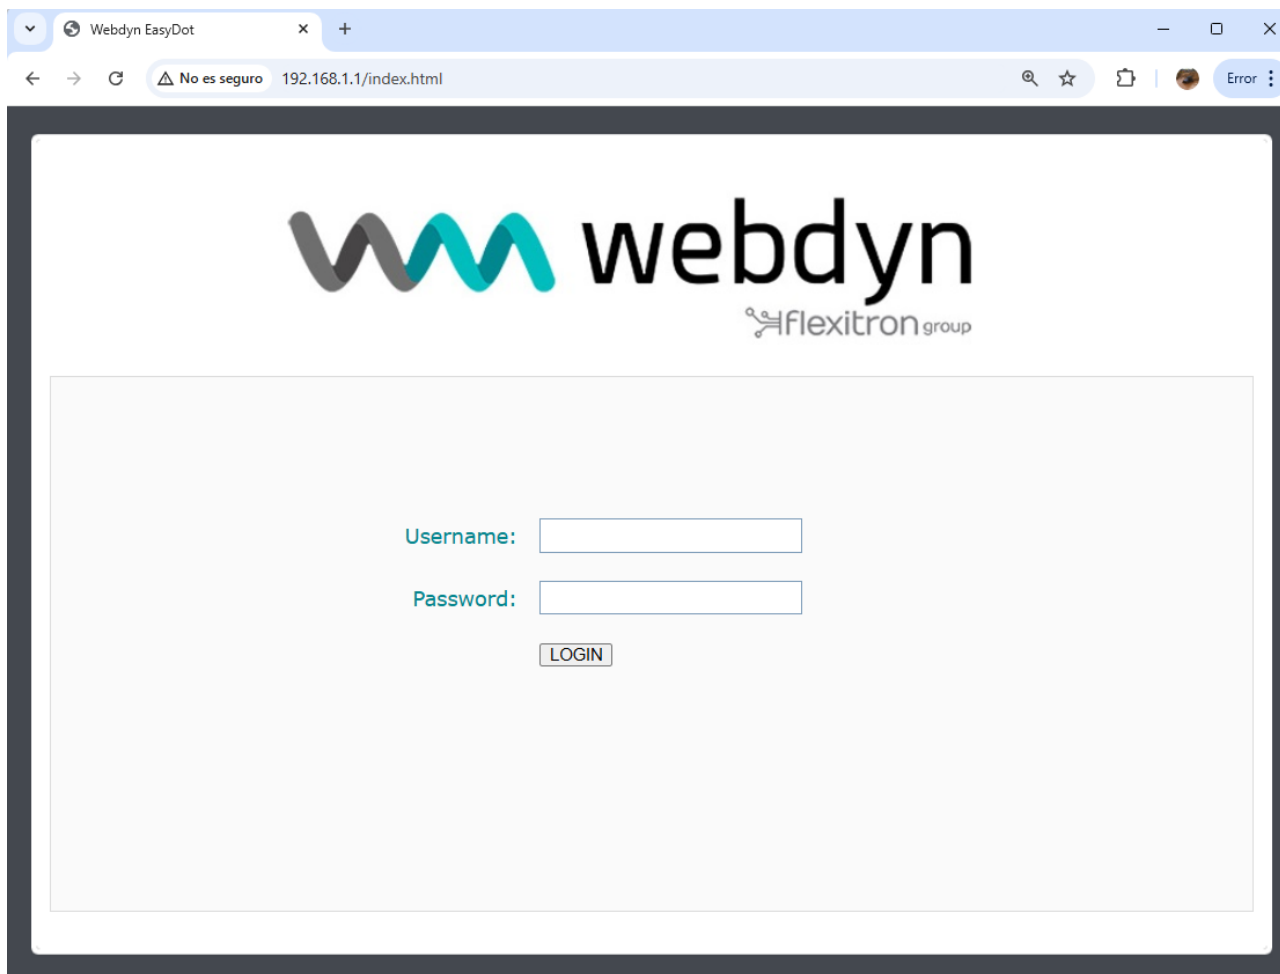 Webdyn EasyDot
No es seguro 192.168.1.1/index.html Error
webdyn
flexitron group
Username:
Password:
LOGIN